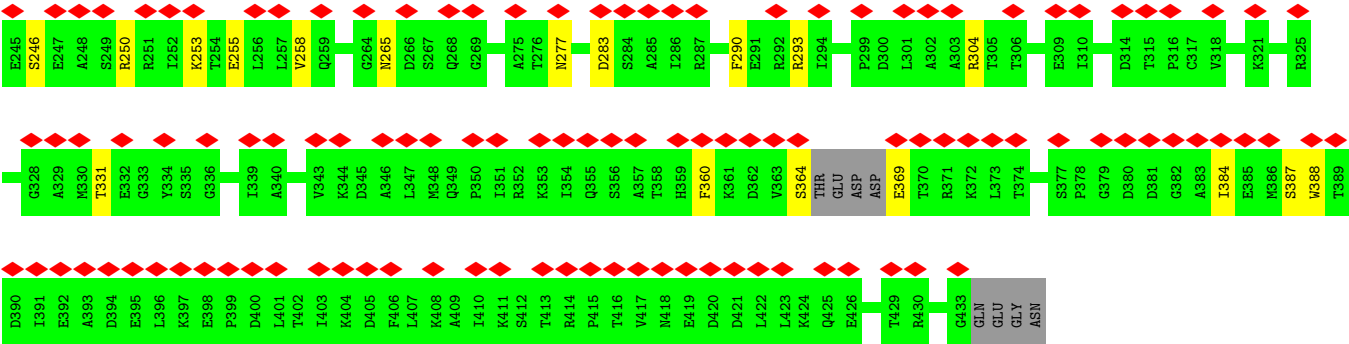 E245 S246 E247 A248 S249 R250 R251 I252 K253 T254 E255 L256 L257 V258 Q259 G264 N265 D266 S267 Q268 G269 A275 T276 N277 D283 S284 A285 I286 R287 F290 E291 R292 R293 I294 P299 D300 L301 A302 A303 R304 T305 T306 E309 I310 D314 T315 P316 C317 V318 K321 R325
G328 A329 M330 T331 E332 G333 Y334 S335 G336 I339 A340 V343 K344 D345 A346 L347 M348 Q349 P350 I351 R352 K353 I354 Q355 S356 A357 T358 H359 F360 K361 D362 V363 S364 THR GLU ASP ASP E369 T370 R371 K372 L373 T374 S377 P378 G379 D380 D381 G382 A383 I384 E385 M386 S387 W388 T389
D390 I391 E392 A393 D394 E395 L396 K397 E398 P399 D400 L401 T402 I403 K404 D405 F406 L407 K408 A409 I410 K411 S412 T413 R414 P415 T416 V417 N418 E419 D420 D421 L422 L423 K424 Q425 E426 T429 R430 G433 GLN GLU GLY ASN